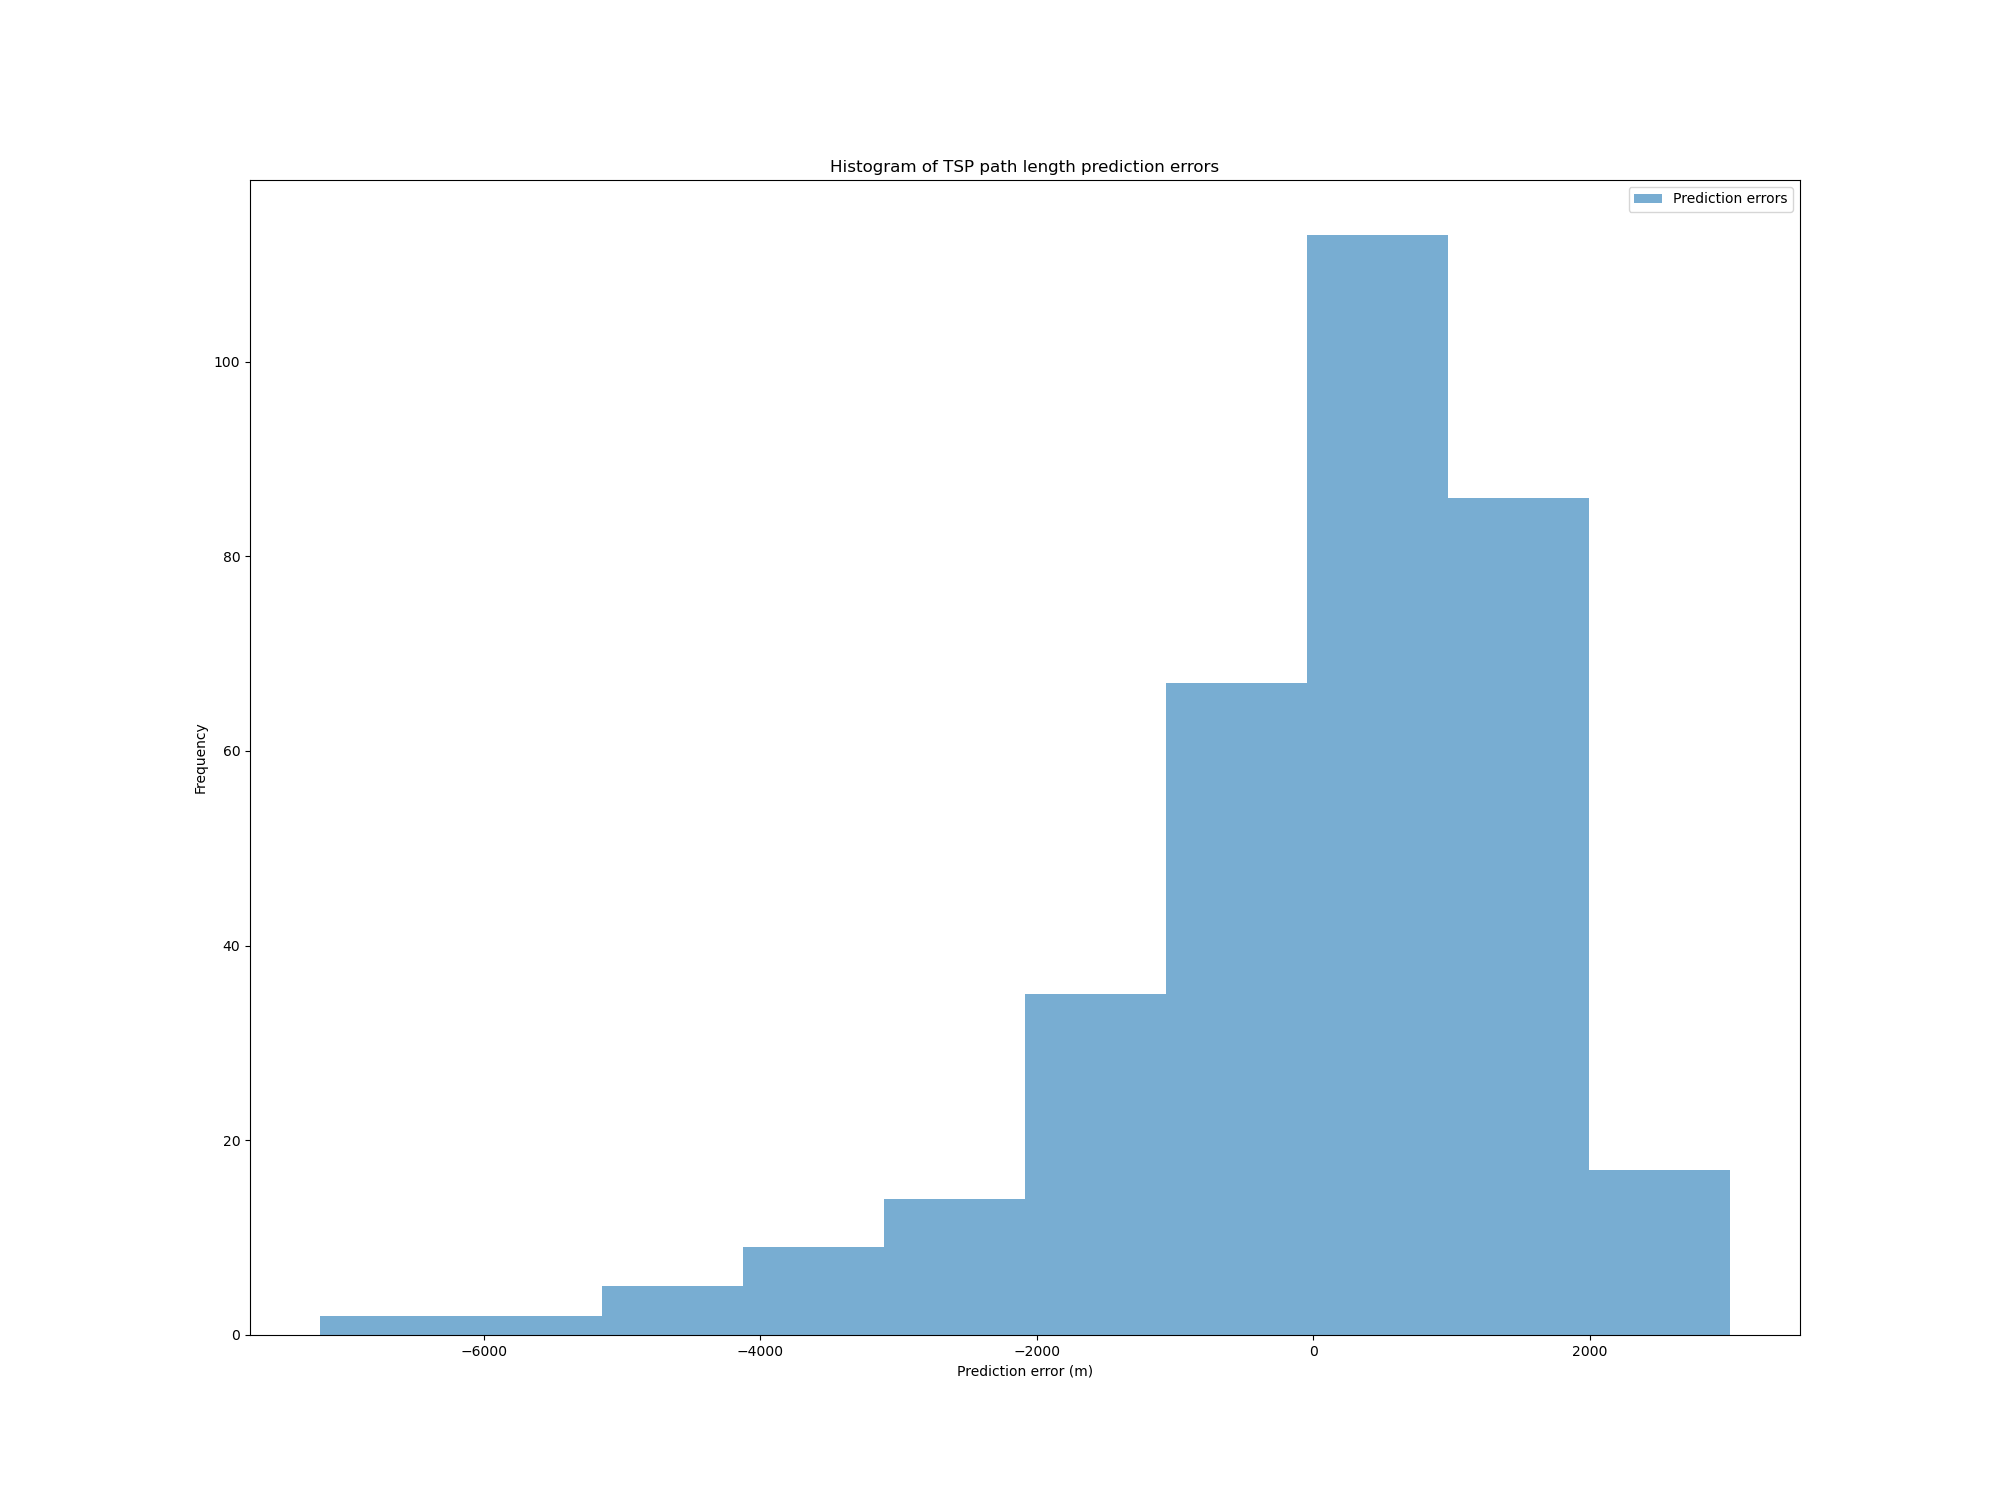 Histogram of TSP path length prediction errors
Prediction errors
100
80
60
40
20
0
Frequency
−6000 −4000 −2000 0 2000
Prediction error (m)